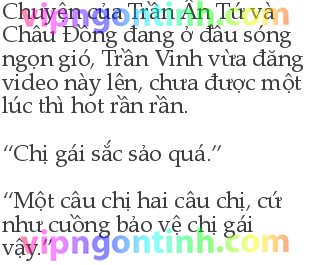 Chuyện của Trần Ân Tứ và
vipngontinh.com
Châu Đông đang ở đầu sóng
ngọn gió, Trần Vinh vừa đăng
video này lên, chưa được một
lúc thì hot rần rần.
“Chị gái sắc sảo quá.”
“Một câu chị hai câu chị, cứ
như cuồng bảo vệ chị gái
vậy.”
vipngontinh.com